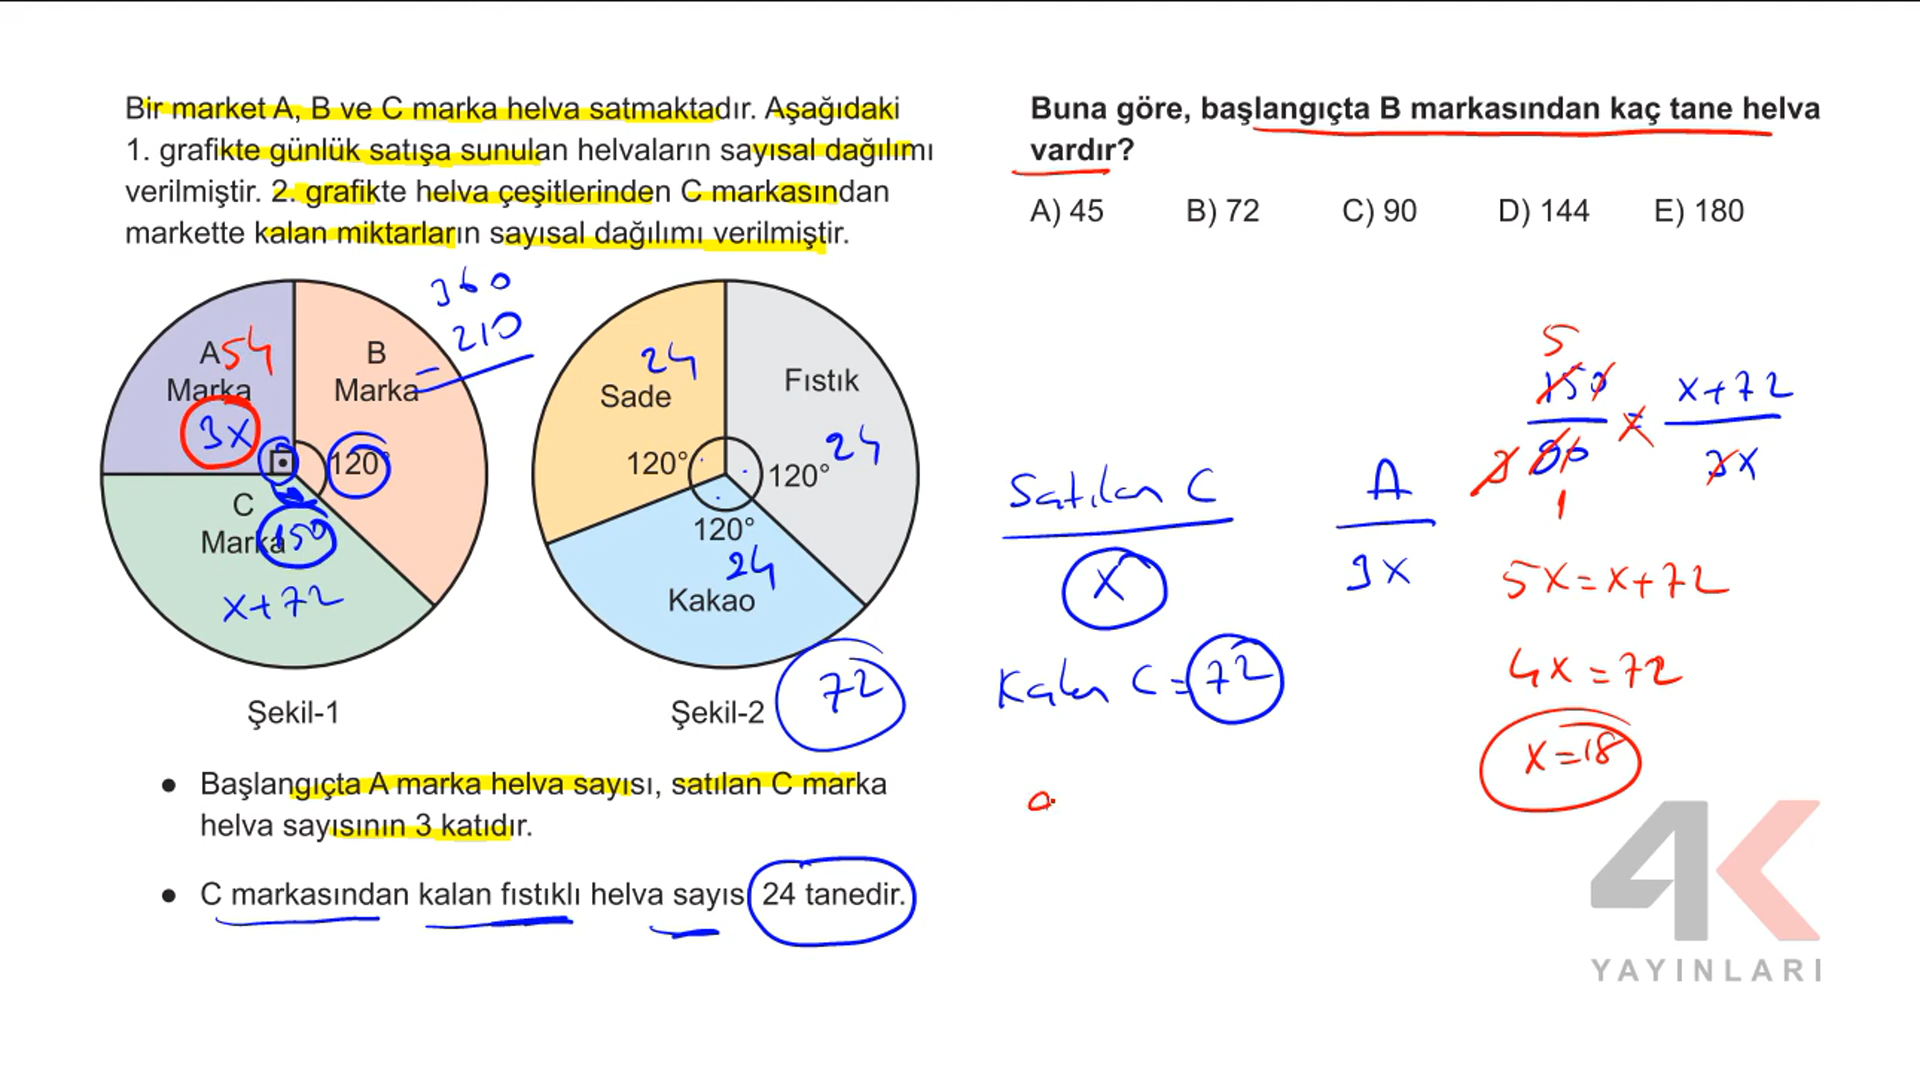 Bir market A, B ve C marka helva satmaktadır. Aşağıdaki
1. grafikte günlük satışa sunulan helvaların sayısal dağılımı
verilmiştir. 2. grafikte helva çeşitlerinden C markasından
markette kalan miktarların sayısal dağılımı verilmiştir.
360
210
A 54
Marka
3x
B
Marka
120°
C
Marka
150
x+72
Şekil-1
24
Sade
120°
Fıstık
24
120°
120°
24
Kakao
72
Şekil-2
• Başlangıçta A marka helva sayısı, satılan C marka
helva sayısının 3 katıdır.
• C markasından kalan fıstıklı helva sayıs 24 tanedir.
Buna göre, başlangıçta B markasından kaç tane helva
vardır?
A) 45 B) 72 C) 90 D) 144 E) 180
Satılan C
x
A
3x
Kalan C = 72
5
150 = x+72
90 3x
1
5x = x+72
4x = 72
x = 18
4K
YAYINLARI